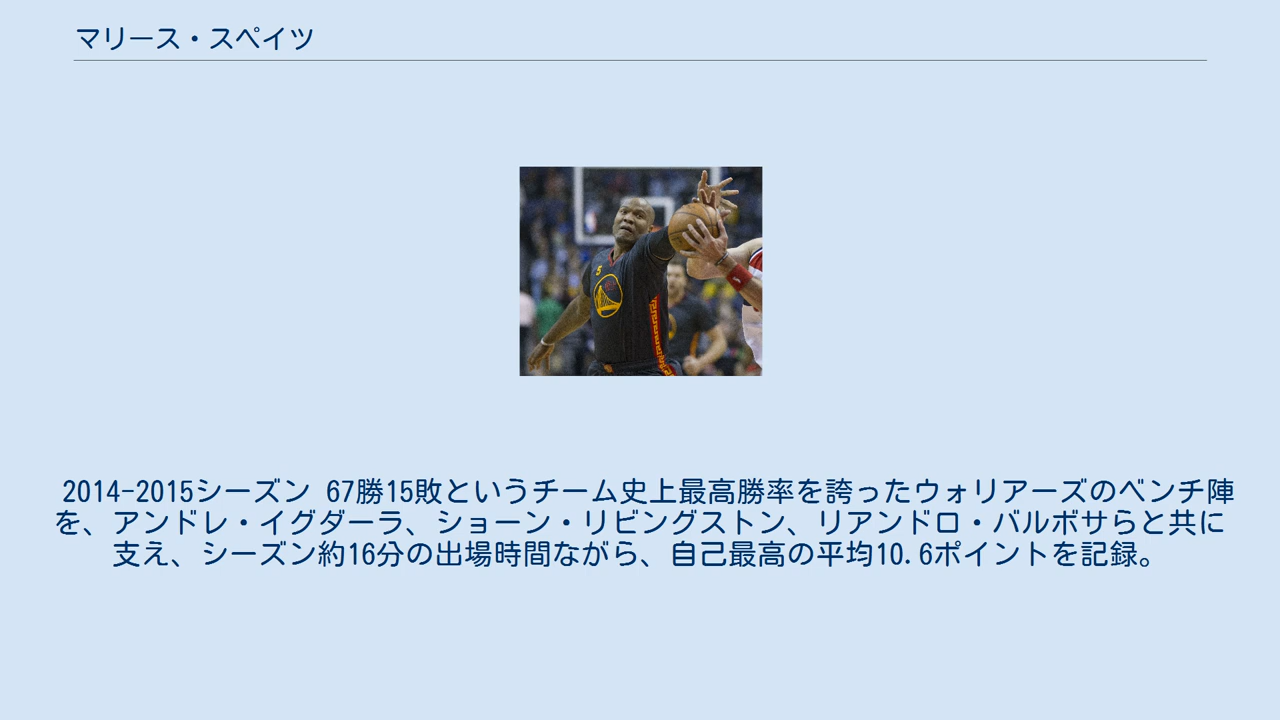 マリース・スペイツ
5
2014-2015シーズン 67勝15敗というチーム史上最高勝率を誇ったウォリアーズのベンチ陣
を、アンドレ・イグダーラ、ショーン・リビングストン、リアンドロ・バルボサらと共に
支え、シーズン約16分の出場時間ながら、自己最高の平均10.6ポイントを記録。